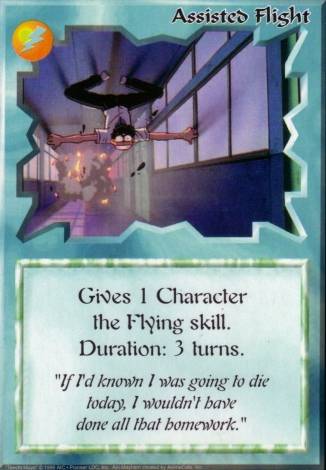 Assisted Flight
Gives 1 Character
the Flying skill.
Duration: 3 turns.
"If I'd known I was going to die
today, I wouldn't have
done all that homework."